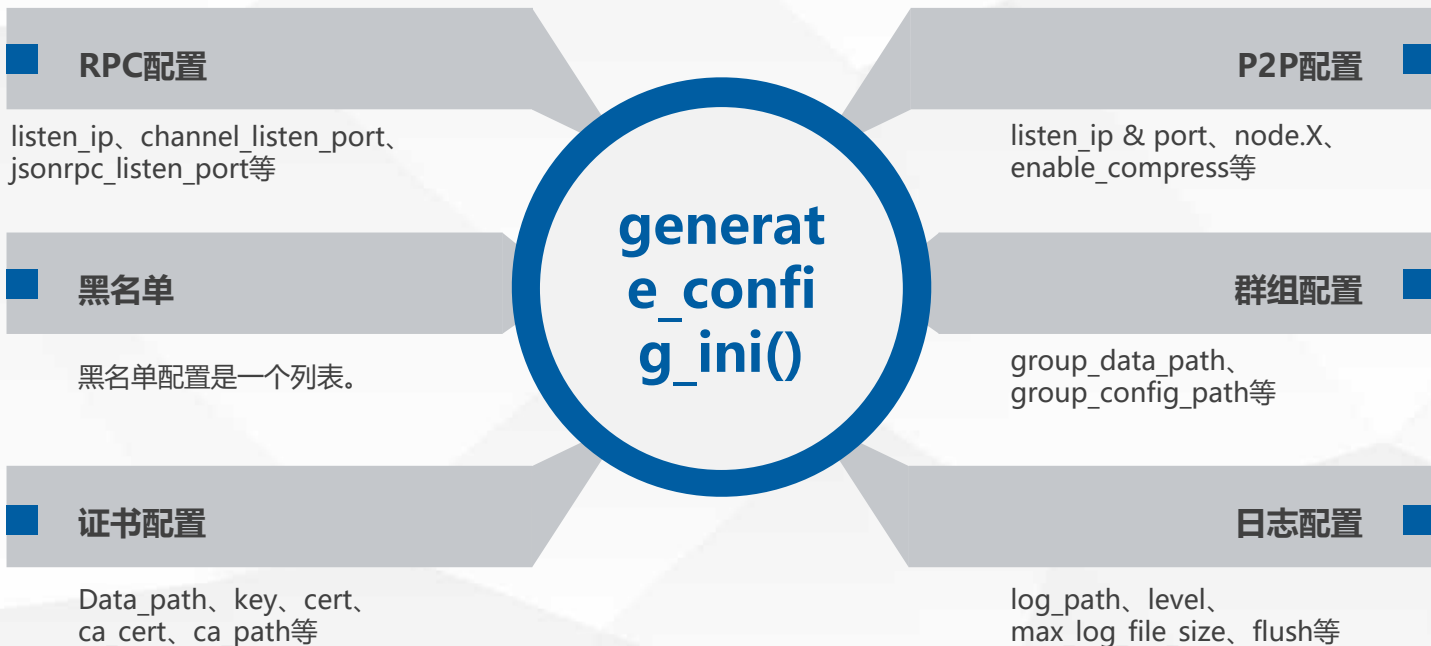 RPC配置
listen_ip、channel_listen_port、
jsonrpc_listen_port等
黑名单
黑名单配置是一个列表。
证书配置
Data_path、key、cert、
ca_cert、ca_path等
generat
e_confi
g_ini()
P2P配置
listen_ip & port、node.X、
enable_compress等
群组配置
group_data_path、
group_config_path等
日志配置
log_path、level、
max_log_file_size、flush等